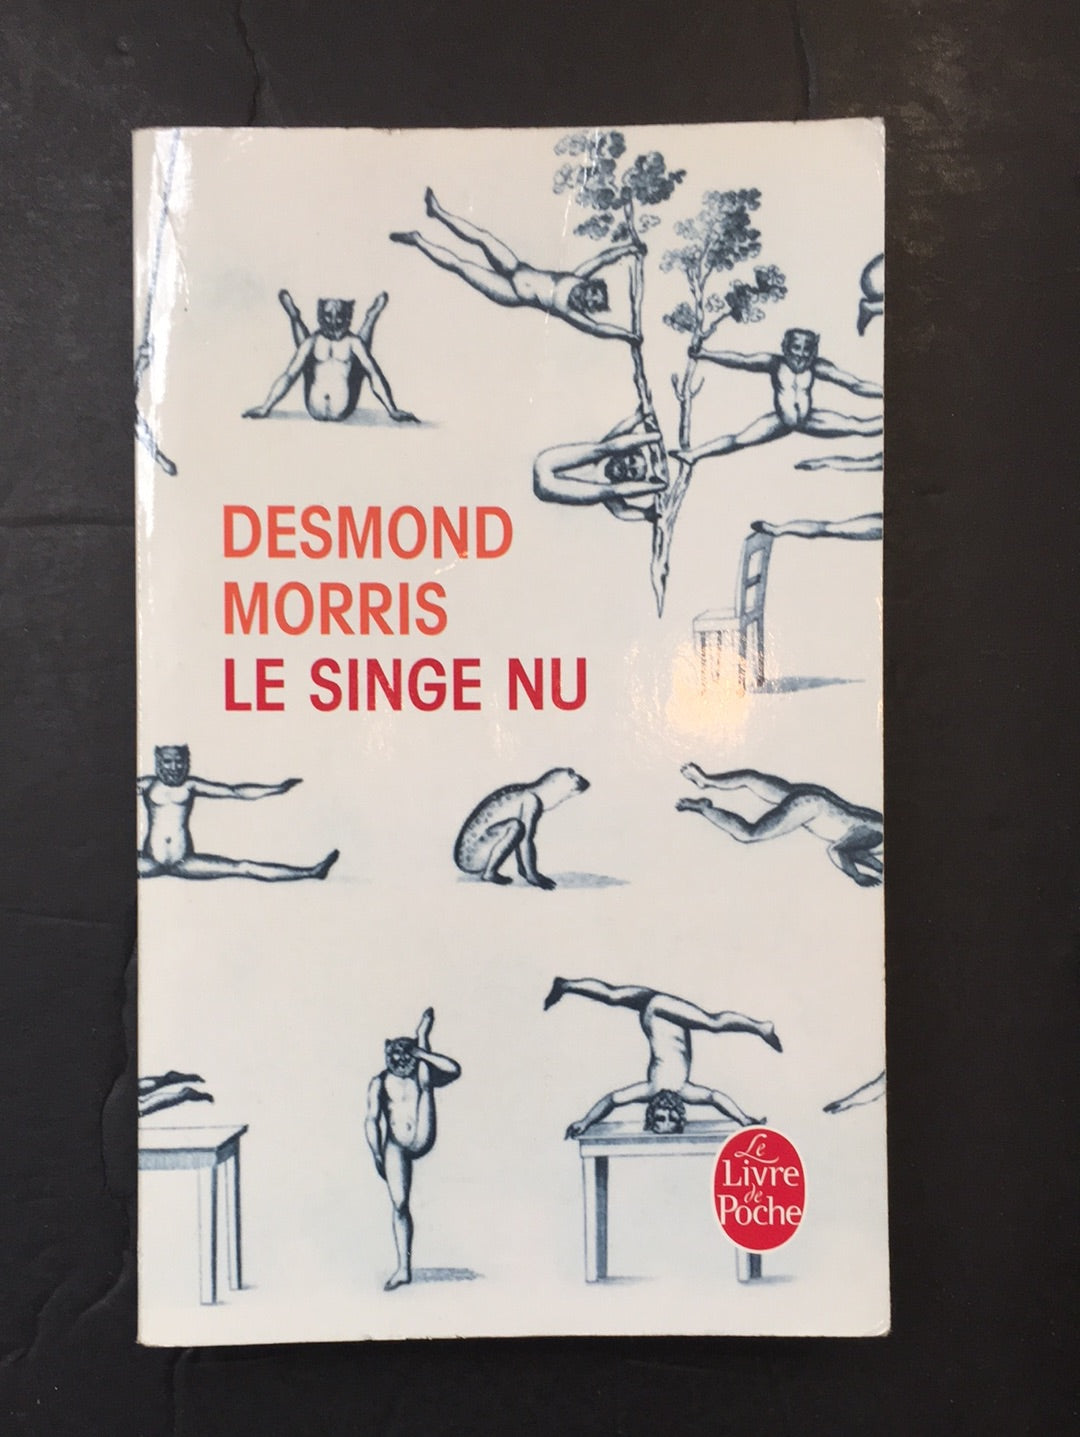 DESMOND
MORRIS
LE SINGE NU
Le
Livre
de
Poche